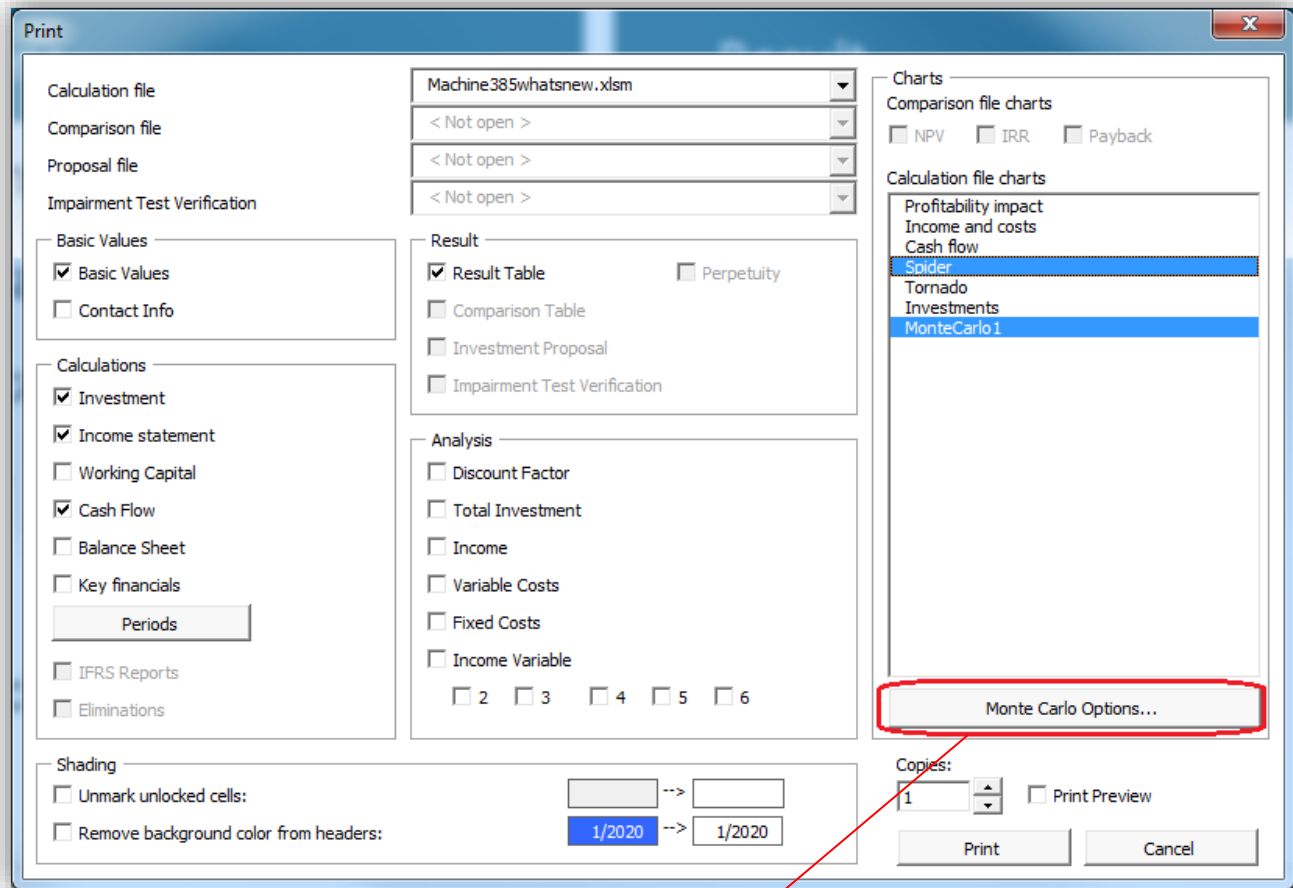 Print
Calculation file
Machine385whatsnew.xlsm
Comparison file
< Not open >
Proposal file
< Not open >
Impairment Test Verification
< Not open >
Basic Values
Basic Values
Contact Info
Calculations
Investment
Income statement
Working Capital
Cash Flow
Balance Sheet
Key financials
Periods
IFRS Reports
Eliminations
Result
Result Table
Perpetuity
Comparison Table
Investment Proposal
Impairment Test Verification
Analysis
Discount Factor
Total Investment
Income
Variable Costs
Fixed Costs
Income Variable
2 3 4 5 6
Charts
Comparison file charts
NPV IRR Payback
Calculation file charts
Profitability impact
Income and costs
Cash flow
Spider
Tornado
Investments
MonteCarlo1
Monte Carlo Options...
Shading
Unmark unlocked cells: -->
Remove background color from headers: 1/2020 --> 1/2020
Copies:
1
Print Preview
Print
Cancel